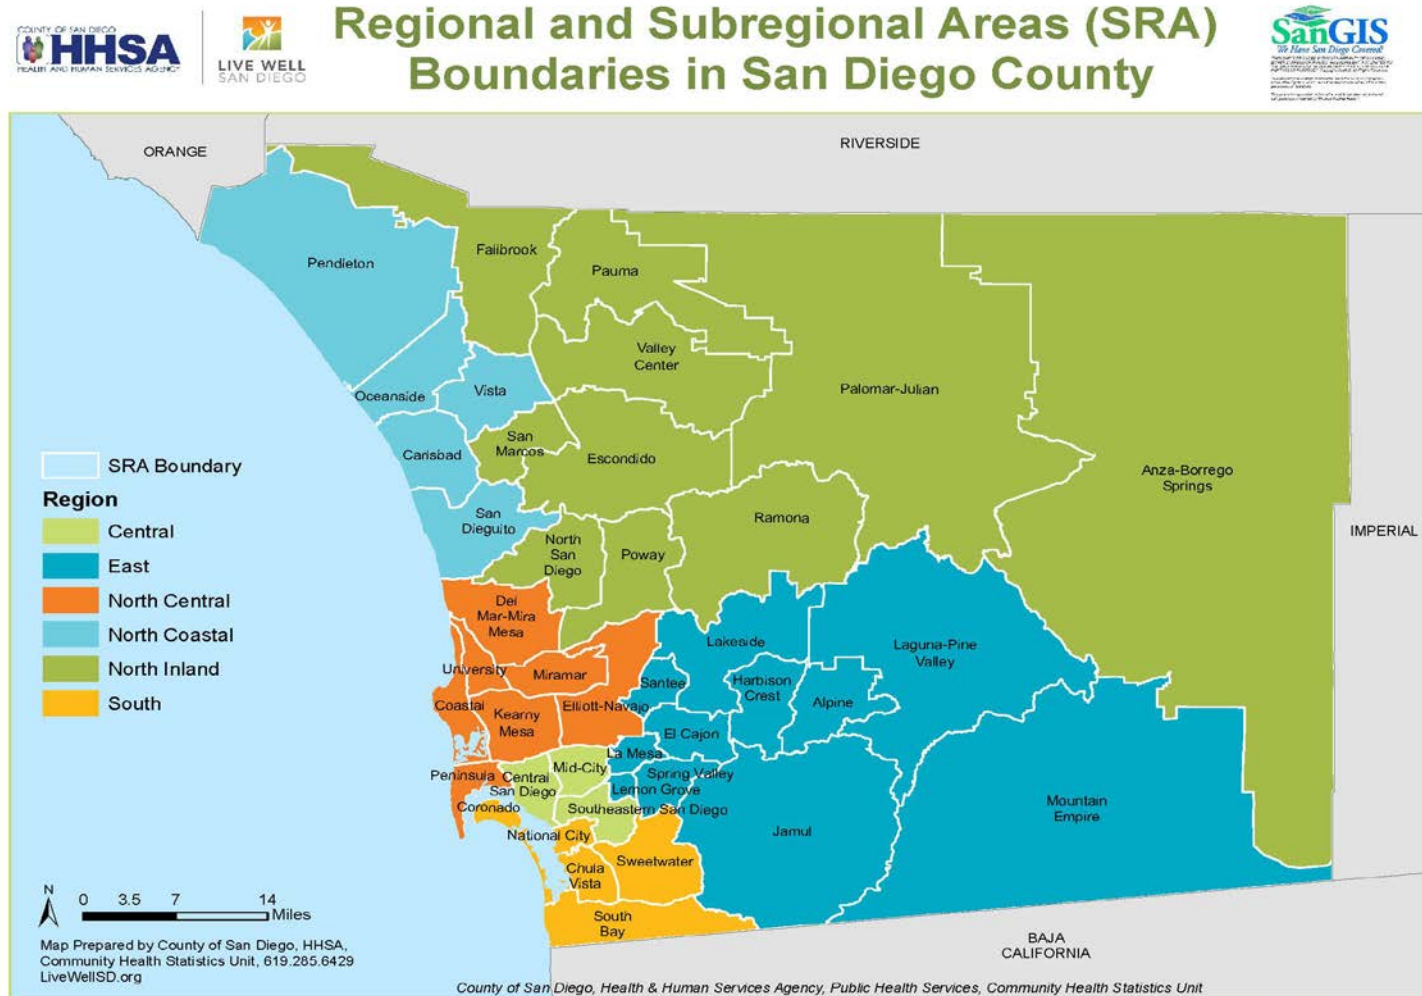 COUNTY OF SAN DIEGO
HHSA
HEALTH AND HUMAN SERVICES AGENCY
LIVE WELL
SAN DIEGO
Regional and Subregional Areas (SRA)
Boundaries in San Diego County
SanGIS
We Have San Diego Covered!
ORANGE
RIVERSIDE
Pendleton
Fallbrook
Pauma
Valley
Center
Palomar-Julian
Oceanside
Vista
Carlsbad
San
Marcos
Escondido
Anza-Borrego
Springs
San
Dieguito
Ramona
North
San
Diego
Poway
IMPERIAL
SRA Boundary
Region
Central
East
North Central
North Coastal
North Inland
South
Del
Mar-Mira
Mesa
Lakeside
Laguna-Pine
Valley
University
Miramar
Santee
Harbison
Crest
Alpine
Coastal
Kearny
Mesa
Elliott-Navajo
El Cajon
La Mesa
Mid-City
Peninsula
Central
San Diego
Spring Valley
Lemon Grove
Coronado
Southeastern San Diego
National City
Jamul
Mountain
Empire
Chula
Vista
Sweetwater
South
Bay
N
0 3.5 7 14
Miles
Map Prepared by County of San Diego, HHSA,
Community Health Statistics Unit, 619.285.6429
LiveWellSD.org
BAJA
CALIFORNIA
County of San Diego, Health & Human Services Agency, Public Health Services, Community Health Statistics Unit